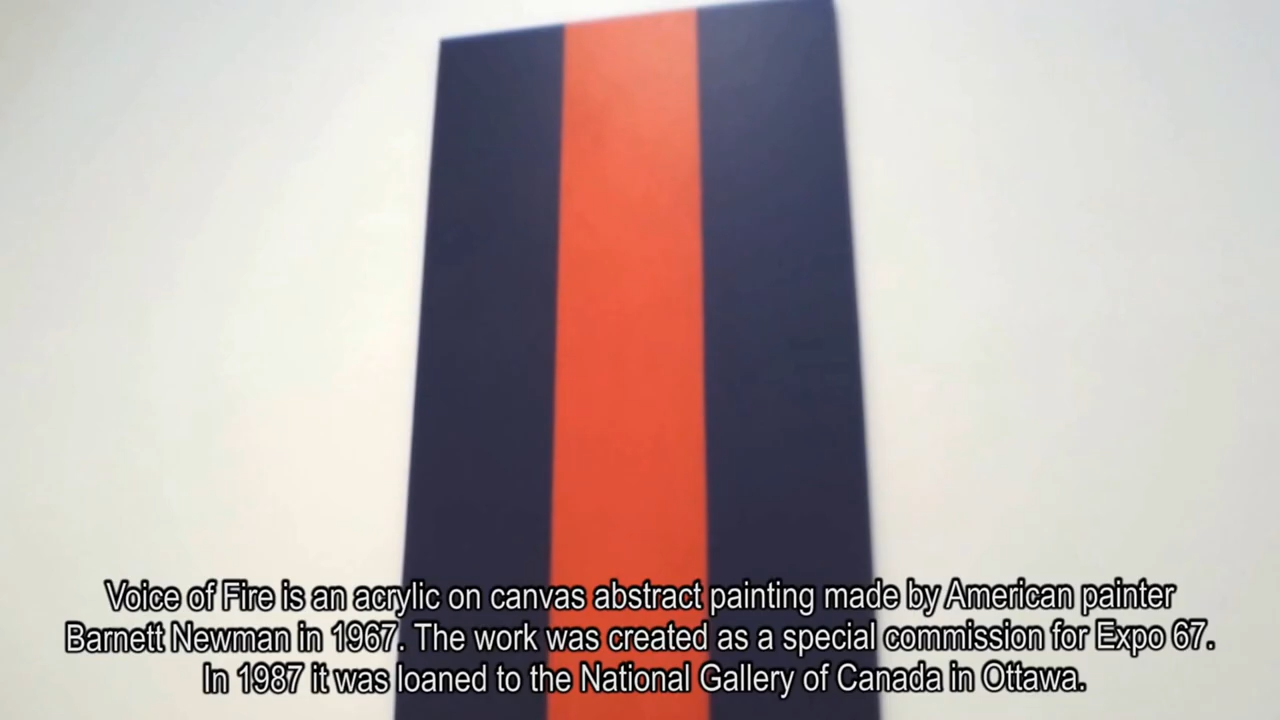 Voice of Fire is an acrylic on canvas abstract painting made by American painter
Barnett Newman in 1967. The work was created as a special commission for Expo 67.
In 1987 it was loaned to the National Gallery of Canada in Ottawa.